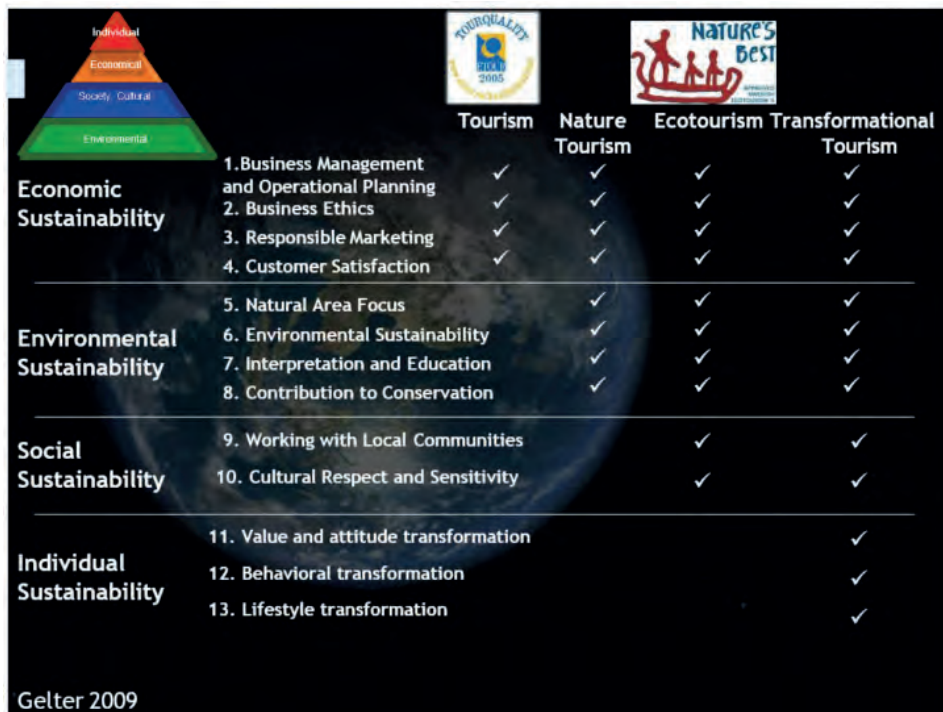 Individual
Economical
Society Cultural
Environmental
TOURQUALITY
2005
NATURE'S
BEST
Tourism
Nature
Tourism
Ecotourism
Transformational
Tourism
Economic
Sustainability
1.Business Management
and Operational Planning
2. Business Ethics
3. Responsible Marketing
4. Customer Satisfaction
Environmental
Sustainability
5. Natural Area Focus
6. Environmental Sustainability
7. Interpretation and Education
8. Contribution to Conservation
Social
Sustainability
9. Working with Local Communities
10. Cultural Respect and Sensitivity
Individual
Sustainability
11. Value and attitude transformation
12. Behavioral transformation
13. Lifestyle transformation
Gelter 2009